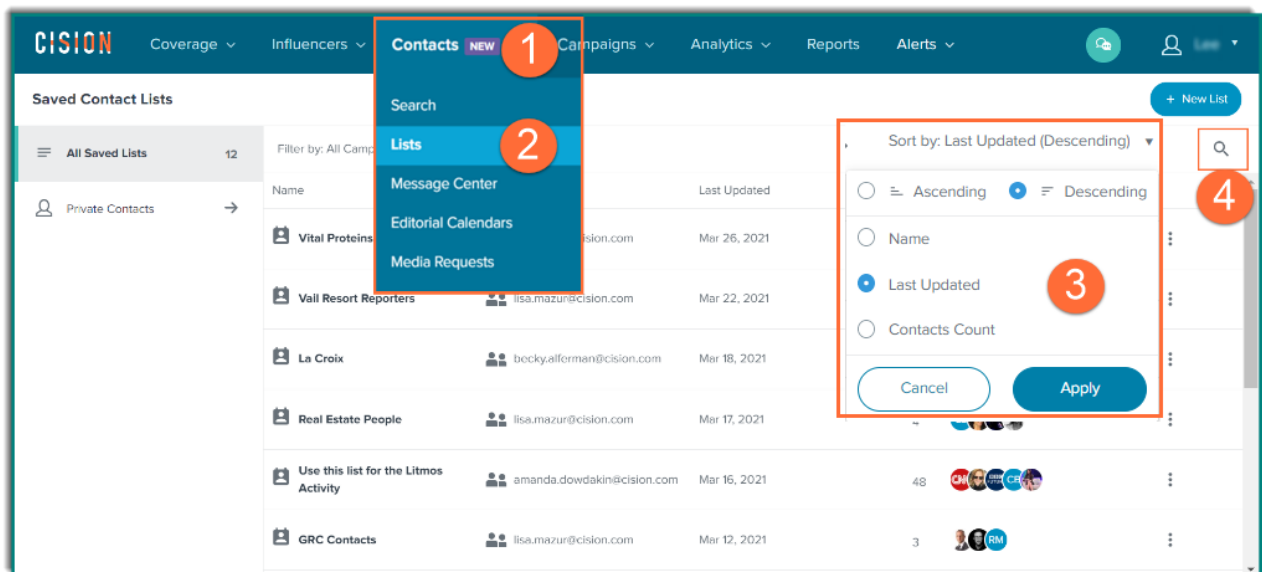 CISION Coverage Influencers Contacts NEW 1 Campaigns Analytics Reports Alerts
Saved Contact Lists
+ New List
Search
All Saved Lists 12
Filter by: All Camp
Lists 2
Sort by: Last Updated (Descending)
Private Contacts
Name
Message Center
Last Updated
Ascending Descending
4
Editorial Calendars
Vital Proteins
ision.com
Mar 26, 2021
Name
Media Requests
Vail Resort Reporters
lisa.mazur@cision.com
Mar 22, 2021
Last Updated
3
Contacts Count
La Croix
becky.alferman@cision.com
Mar 18, 2021
Cancel
Apply
Real Estate People
lisa.mazur@cision.com
Mar 17, 2021
4
Use this list for the Litmos
Activity
amanda.dowdakin@cision.com
Mar 16, 2021
48
CN
CE
GRC Contacts
lisa.mazur@cision.com
Mar 12, 2021
3
RM